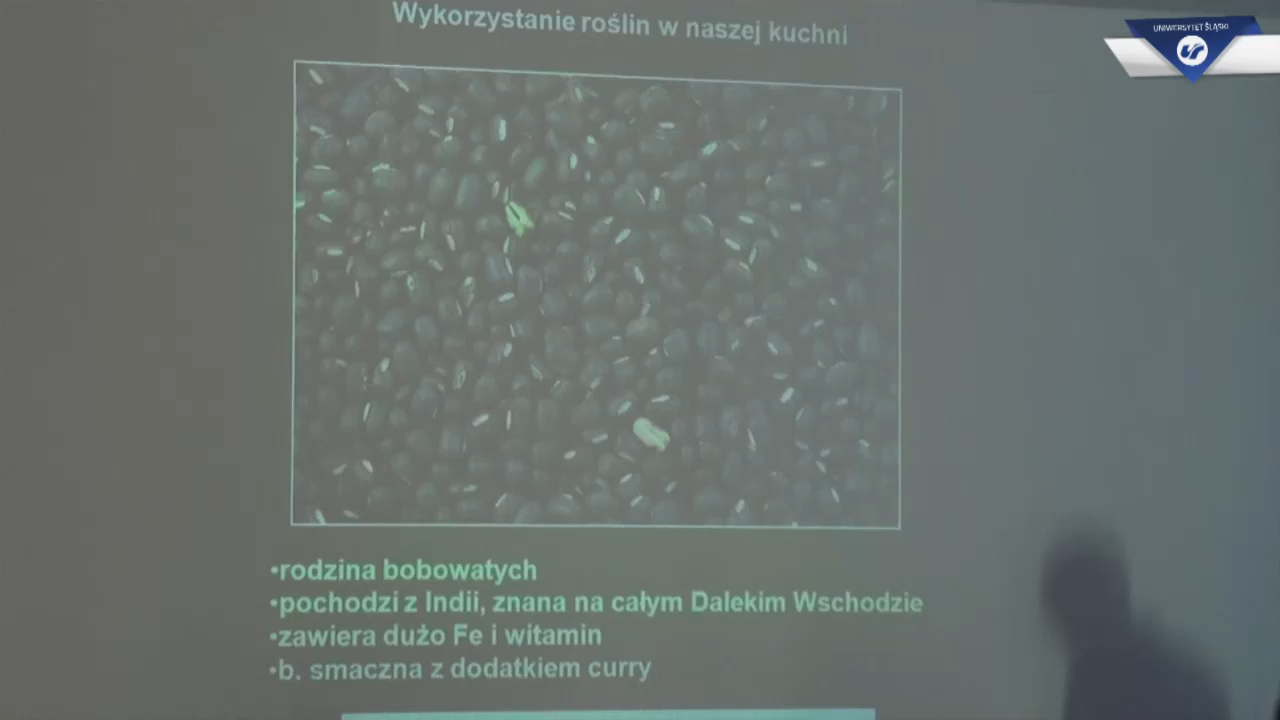 Wykorzystanie roślin w naszej kuchni
UNIWERSYTET ŚLĄSKI
•rodzina bobowatych
•pochodzi z Indii, znana na całym Dalekim Wschodzie
•zawiera dużo Fe i witamin
•b. smaczna z dodatkiem curry